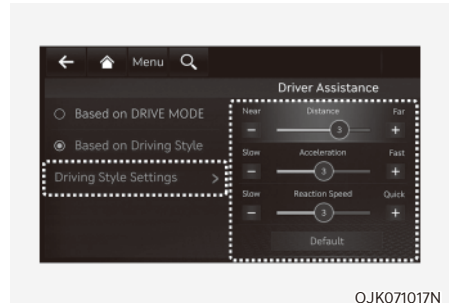 Menu
Driver Assistance
Based on DRIVE MODE
Based on Driving Style
Driving Style Settings >
Near Distance Far
− 3 +
Slow Acceleration Fast
− 3 +
Slow Reaction Speed Quick
− 3 +
Default
OJK071017N